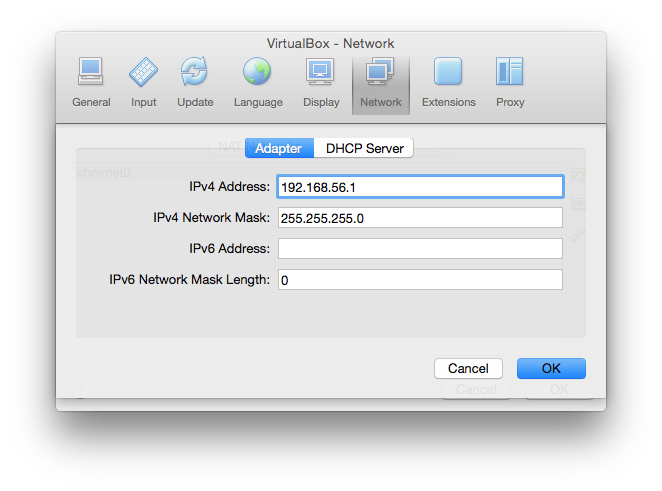 VirtualBox - Network
General Input Update Language Display Network Extensions Proxy
NAT
Adapter DHCP Server
vboxnet0
IPv4 Address: 192.168.56.1
IPv4 Network Mask: 255.255.255.0
IPv6 Address:
IPv6 Network Mask Length: 0
Cancel OK
? Cancel OK